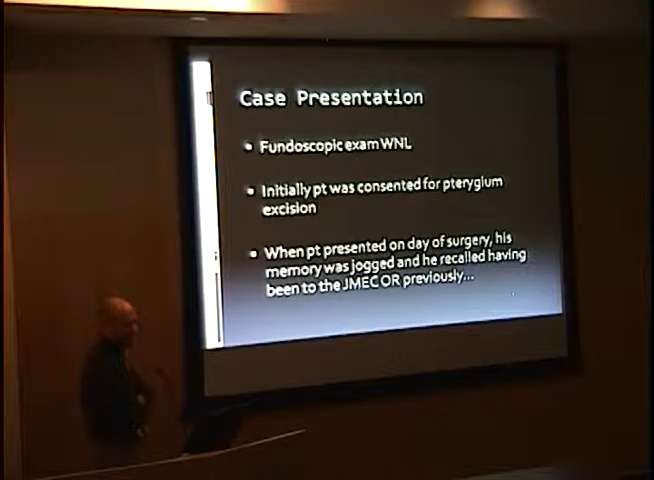 Case Presentation
• Fundoscopic exam WNL
• Initially pt was consented for pterygium
excision
• When pt presented on day of surgery, his
memory was jogged and he recalled having
been to the JMEC OR previously...